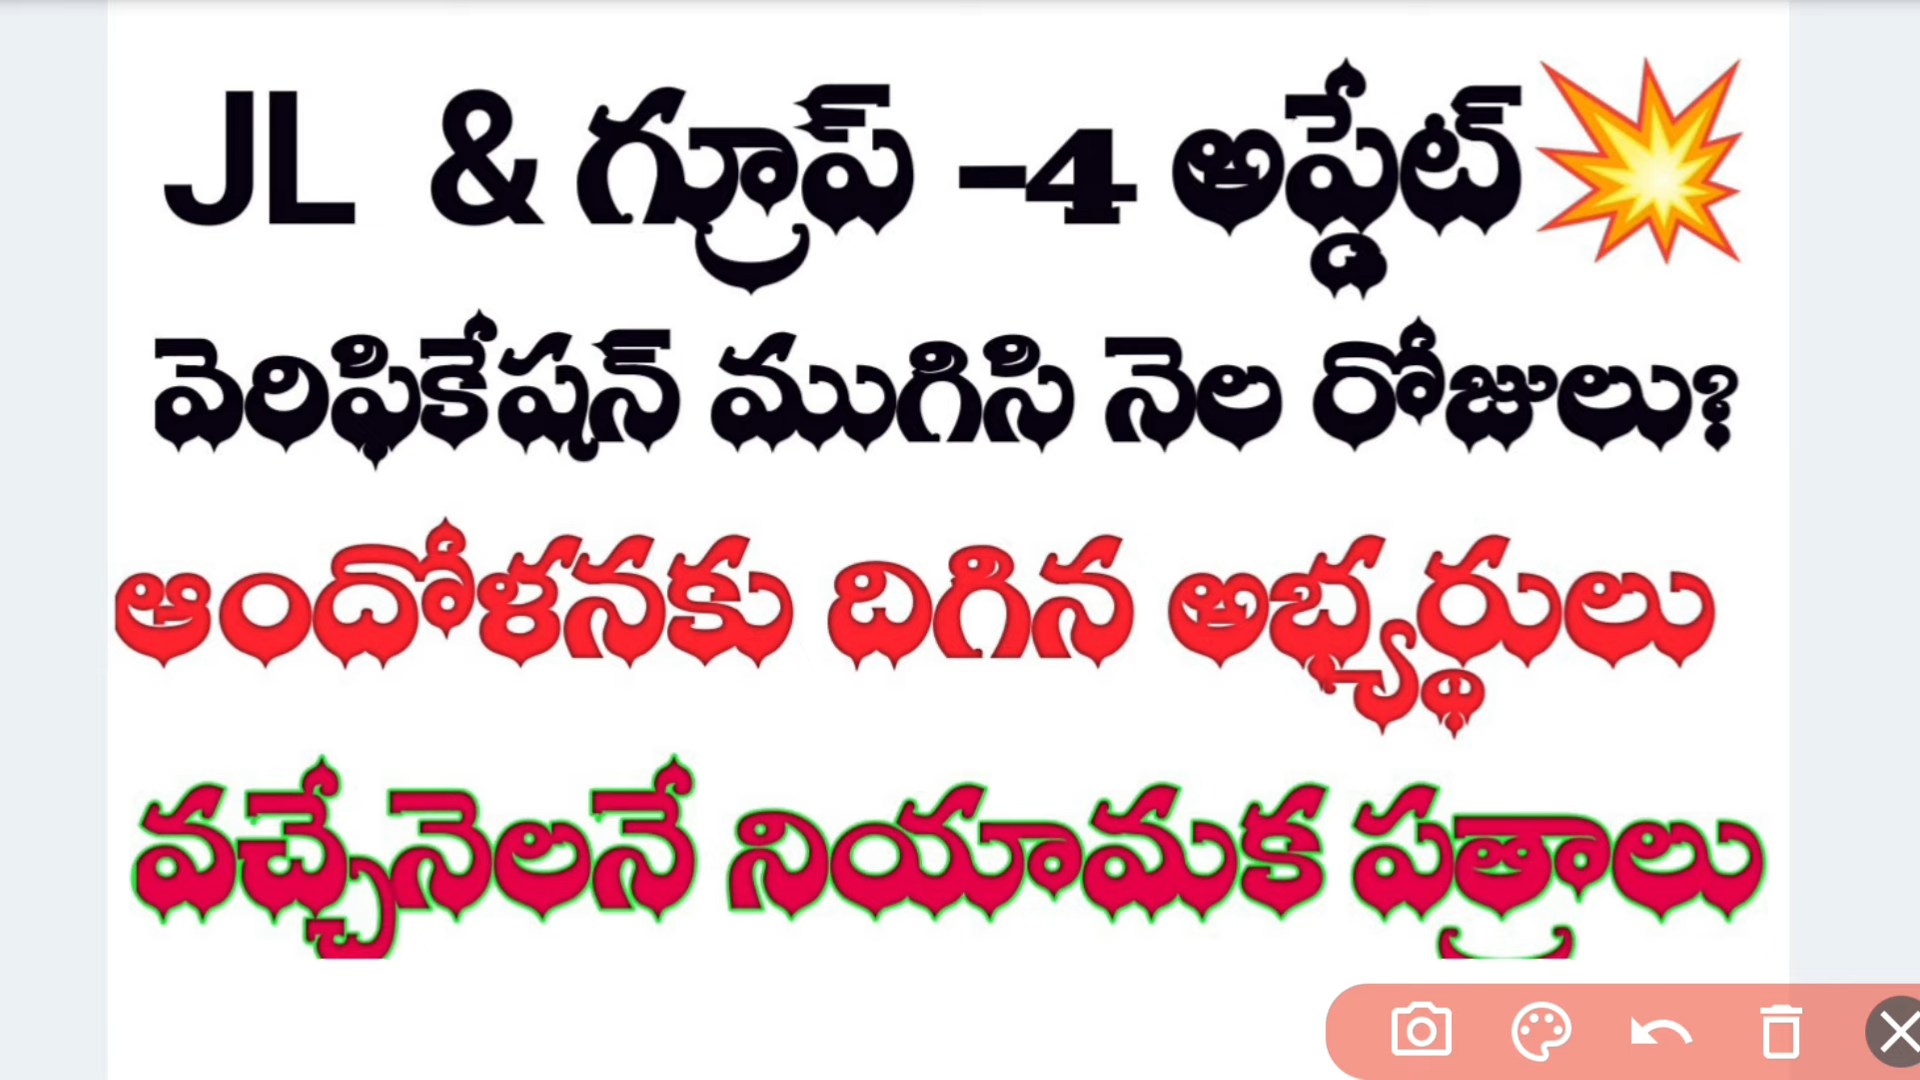 JL & గ్రూప్ -4 అప్డేట్💥
వెరిఫికేషన్ ముగిసి నెల రోజులు?
ఆందోళనకు దిగిన అభ్యర్థులు
వచ్చేనెలనే నియామక పత్రాలు